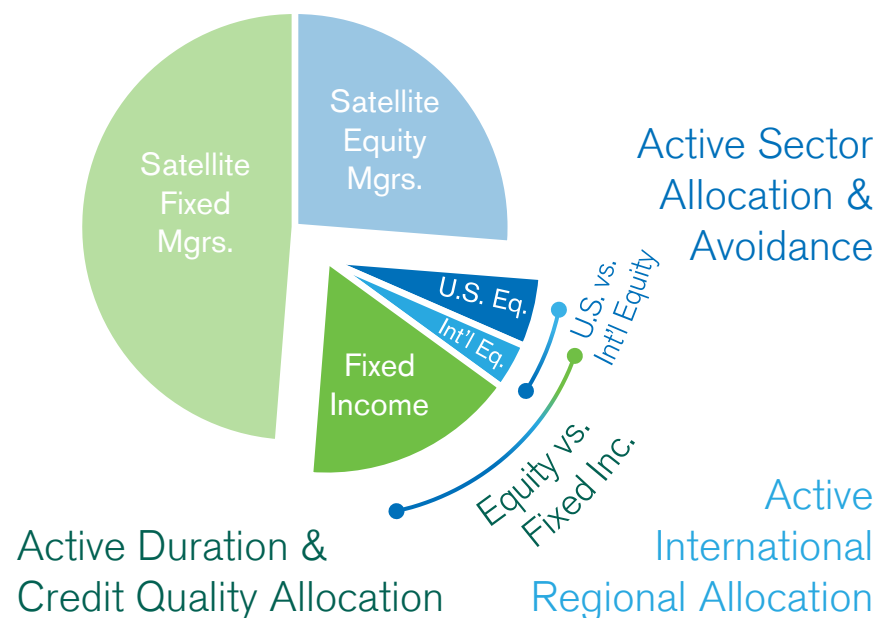 Satellite
Fixed
Mgrs.
Satellite
Equity
Mgrs.
Active Sector
Allocation &
Avoidance
U.S. Eq.
Int'l Eq.
Fixed
Income
U.S. vs.
Int'l Equity
Equity vs.
Fixed Inc.
Active Duration &
Credit Quality Allocation
Active
International
Regional Allocation